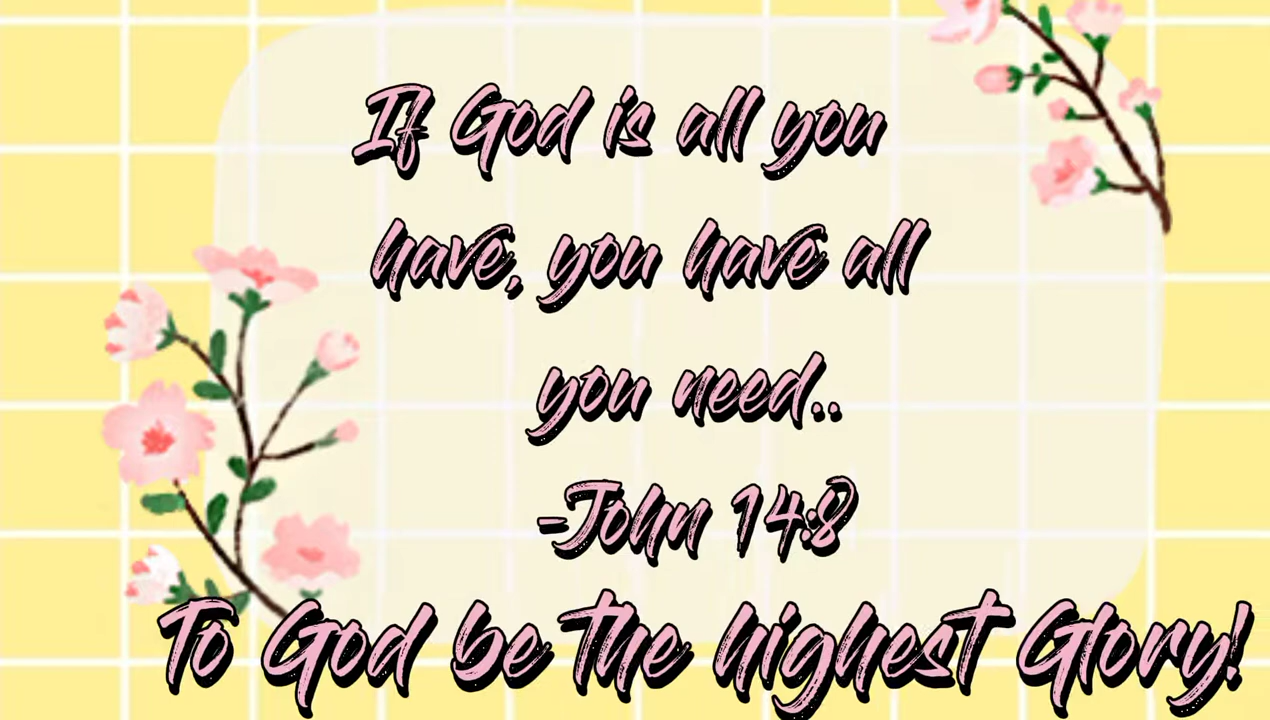 If God is all you
have, you have all
you need..
-John 14:8
To God be the highest Glory!